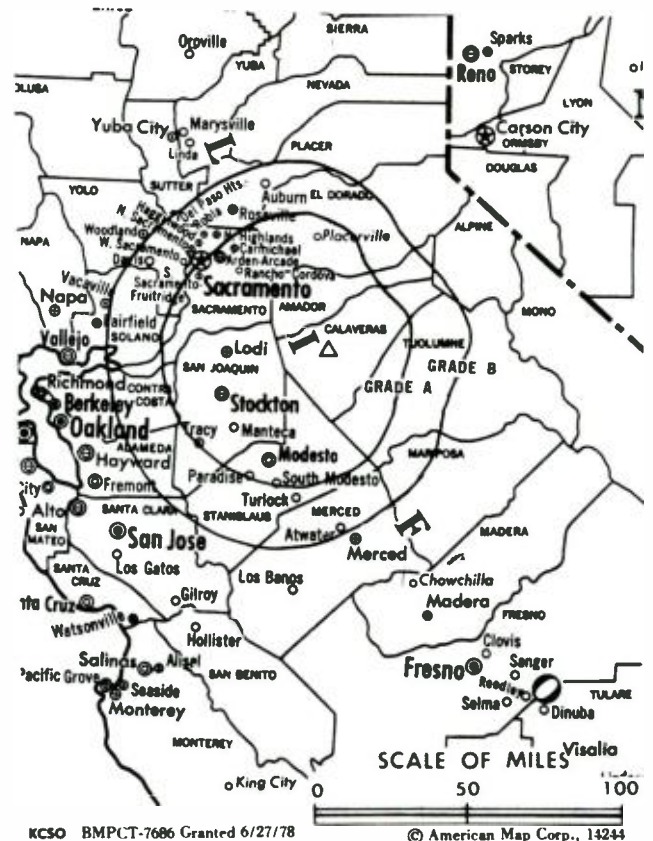 Oroville
SIERRA
YUBA
Sparks
Reno
STOREY
NEVADA
LYON
Yuba City
Marysville
Linda
PLACER
Carson City
ORMSBY
DOUGLAS
YOLO
SUTTER
Auburn
EL DORADO
Roseville
ALPINE
NAPA
Woodland
N. Sacramento
Highlands
Placerville
W. Sacramento
Carmichael
Davis
Arden-Arcade
Rancho Cordova
S
Sacramento
Fruitridge
Sacramento
Vacaville
Napa
SACRAMENTO
AMADOR
MONO
Fairfield
SOLANO
CALAVERAS
Vallejo
TUOLUMNE
GRADE B
Lodi
SAN JOAQUIN
GRADE A
Richmond
CONTRA
COSTA
Berkeley
Stockton
Oakland
Tracy
Manteca
ALAMEDA
MARIPOSA
Hayward
Modesto
Paradise
South Modesto
City
Fremont
Turlock
Alto
SANTA CLARA
STANISLAUS
MERCED
SAN
MATEO
MADERA
Atwater
San Jose
Merced
SANTA
CRUZ
Los Gatos
Los Banos
Chowchilla
Gilroy
Madera
nta Cruz
FRESNO
Watsonville
Hollister
Clovis
Salinas
Alisal
Fresno
Sanger
Pacific Grove
SAN BENITO
Reedley
Seaside
TULARE
Monterey
Selma
Dinuba
MONTEREY
Visalia
SCALE OF MILES
King City
0 50 100
KCSO BMPCT-7686 Granted 6/27/78
© American Map Corp., 14244